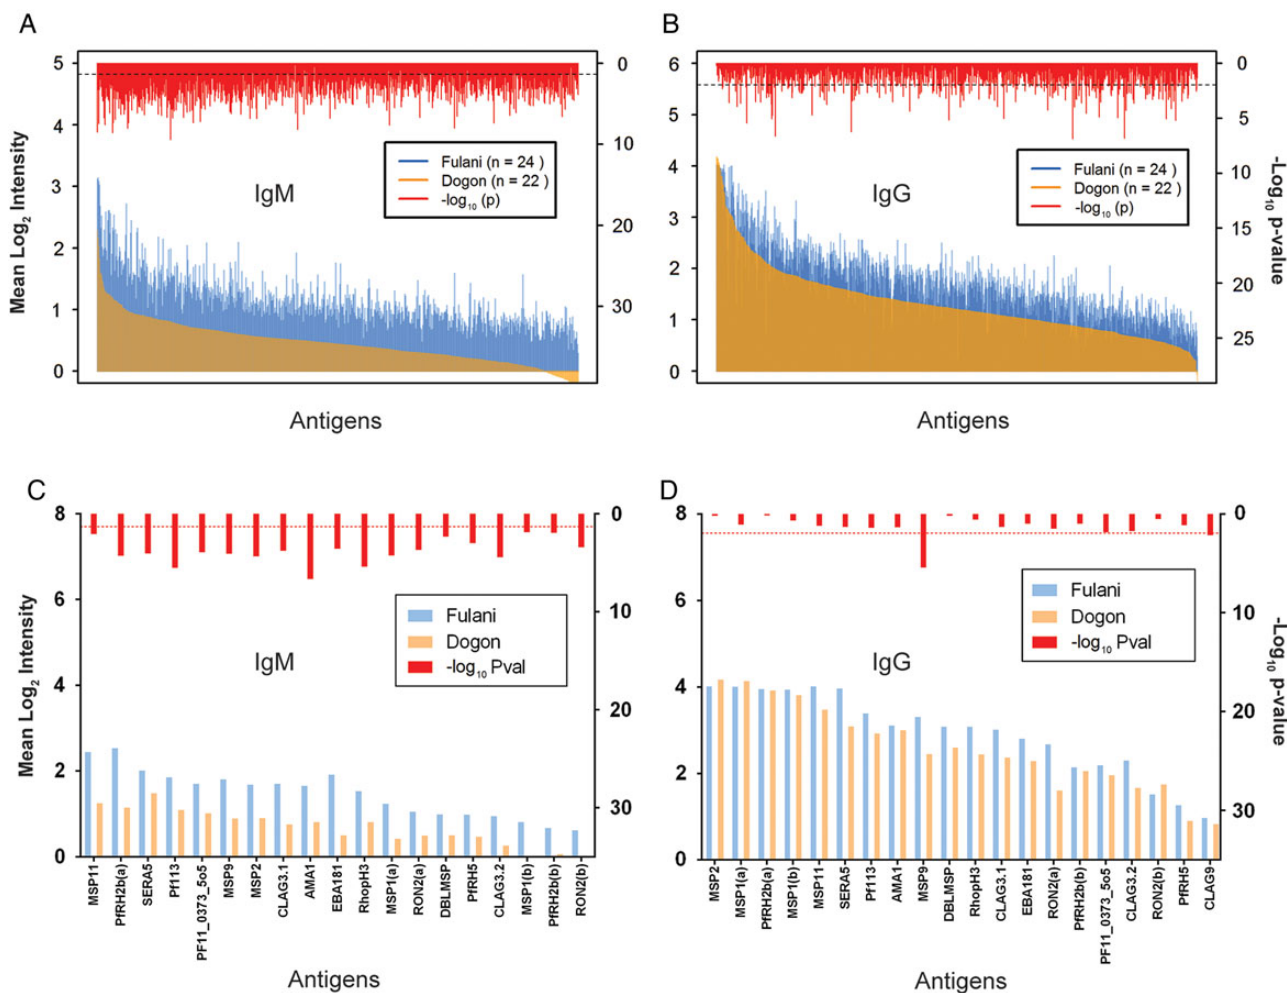 A
B
5
4
3
2
1
0
Mean Log2 Intensity
0
10
20
30
Fulani (n = 24 )
Dogon (n = 22 )
-log10 (p)
IgM
Antigens
6
5
4
3
2
1
0
0
5
10
15
20
25
-Log10 p-value
Fulani (n = 24 )
Dogon (n = 22 )
-log10 (p)
IgG
Antigens
C
D
8
6
4
2
0
Mean Log2 Intensity
0
10
20
30
Fulani
Dogon
-log10 Pval
IgM
MSP11
PfRH2b(a)
SERA5
Pf113
PF11_0373_5o5
MSP9
MSP2
CLAG3.1
AMA1
EBA181
RhopH3
MSP1(a)
RON2(a)
DBLMSP
PfRH5
CLAG3.2
MSP1(b)
PfRH2b(b)
RON2(b)
Antigens
8
6
4
2
0
0
10
20
30
-Log10 p-value
Fulani
Dogon
-log10 Pval
IgG
MSP2
MSP1(a)
PfRH2b(a)
MSP1(b)
MSP11
SERA5
Pf113
AMA1
MSP9
DBLMSP
RhopH3
CLAG3.1
EBA181
RON2(a)
PfRH2b(b)
PF11_0373_5o5
CLAG3.2
RON2(b)
PfRH5
CLAG9
Antigens